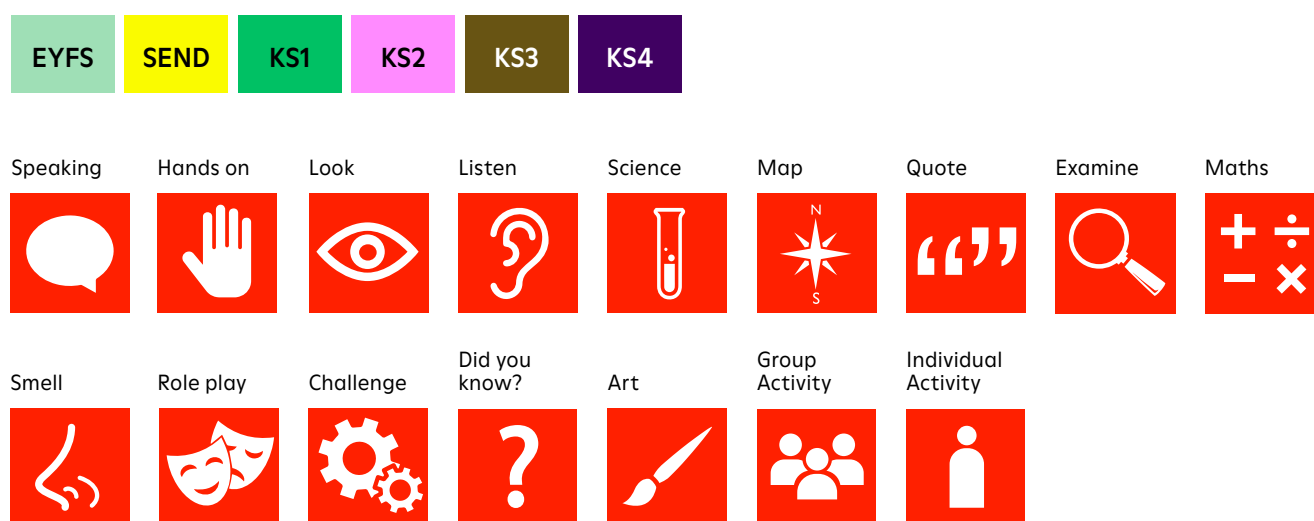 EYFS SEND KS1 KS2 KS3 KS4
Speaking Hands on Look Listen Science Map Quote Examine Maths
N
“ ”
+ ÷
S
− ×
Smell Role play Challenge Did you know? Art Group Activity Individual Activity
?